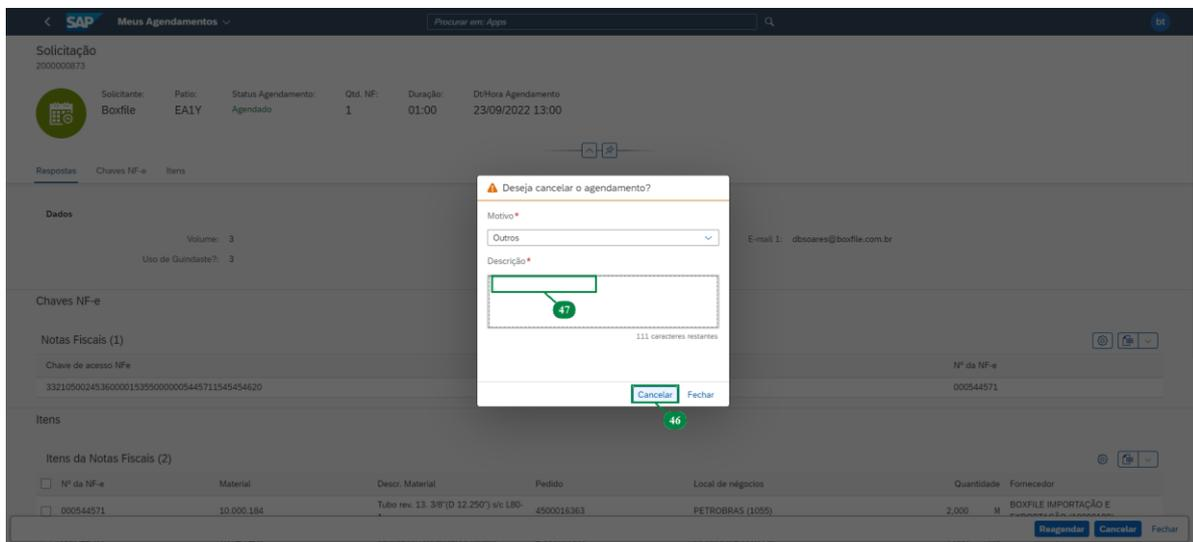 SAP Meus Agendamentos Procurar em: Apps bt
Solicitação
2000000873
Solicitante: Patio: Status Agendamento: Qtd. NF: Duração: Dt/Hora Agendamento
Boxfile EA1Y Agendado 1 01:00 23/09/2022 13:00
Respostas Chaves NF-e Itens
Deseja cancelar o agendamento?
Dados
Motivo*
Volume: 3 Outros E-mail 1: dbsoares@boxfile.com.br
Uso de Guindaste?: 3 Descrição*
47
Chaves NF-e
111 caracteres restantes
Notas Fiscais (1)
Chave de acesso NFe Nº da NF-e
000544571
Cancelar Fechar
46
Itens
Itens da Notas Fiscais (2)
Nº da NF-e Material Descr. Material Pedido Local de négocios Quantidade Fornecedor
Tubo rev. 13. 3/8"(D 12.250") s/c L80- BOXFILE IMPORTAÇÃO E
000544571 10.000.184 4500016363 PETROBRAS (1055) 2,000 M
Reagendar Cancelar Fechar